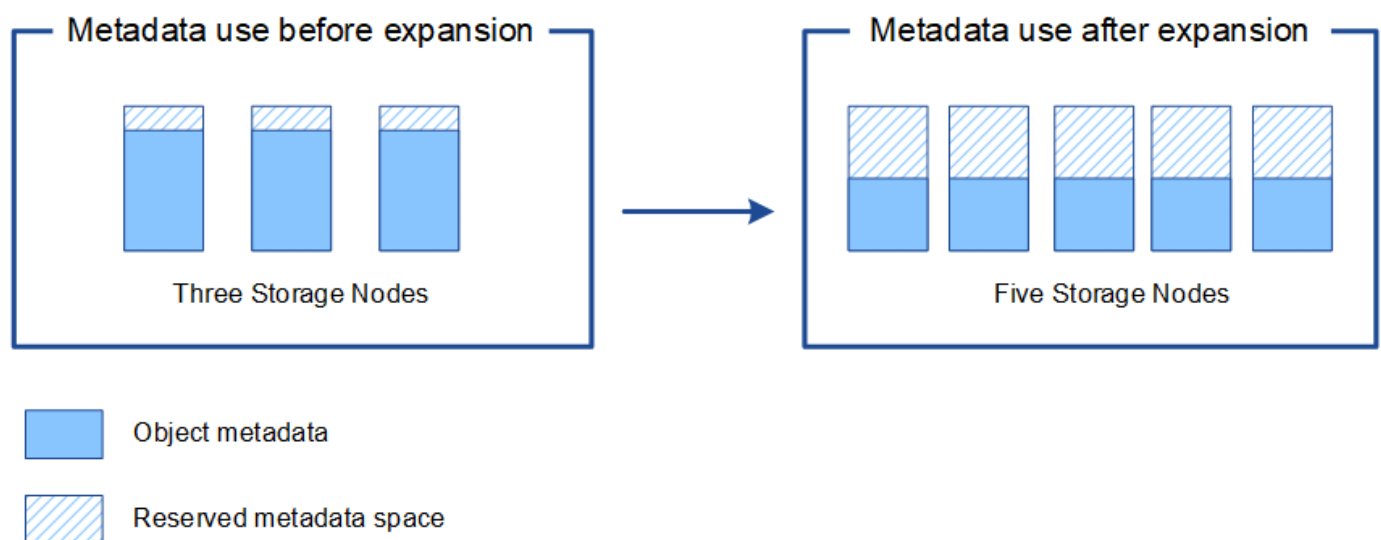 Metadata use before expansion
Metadata use after expansion
Three Storage Nodes
Five Storage Nodes
Object metadata
Reserved metadata space